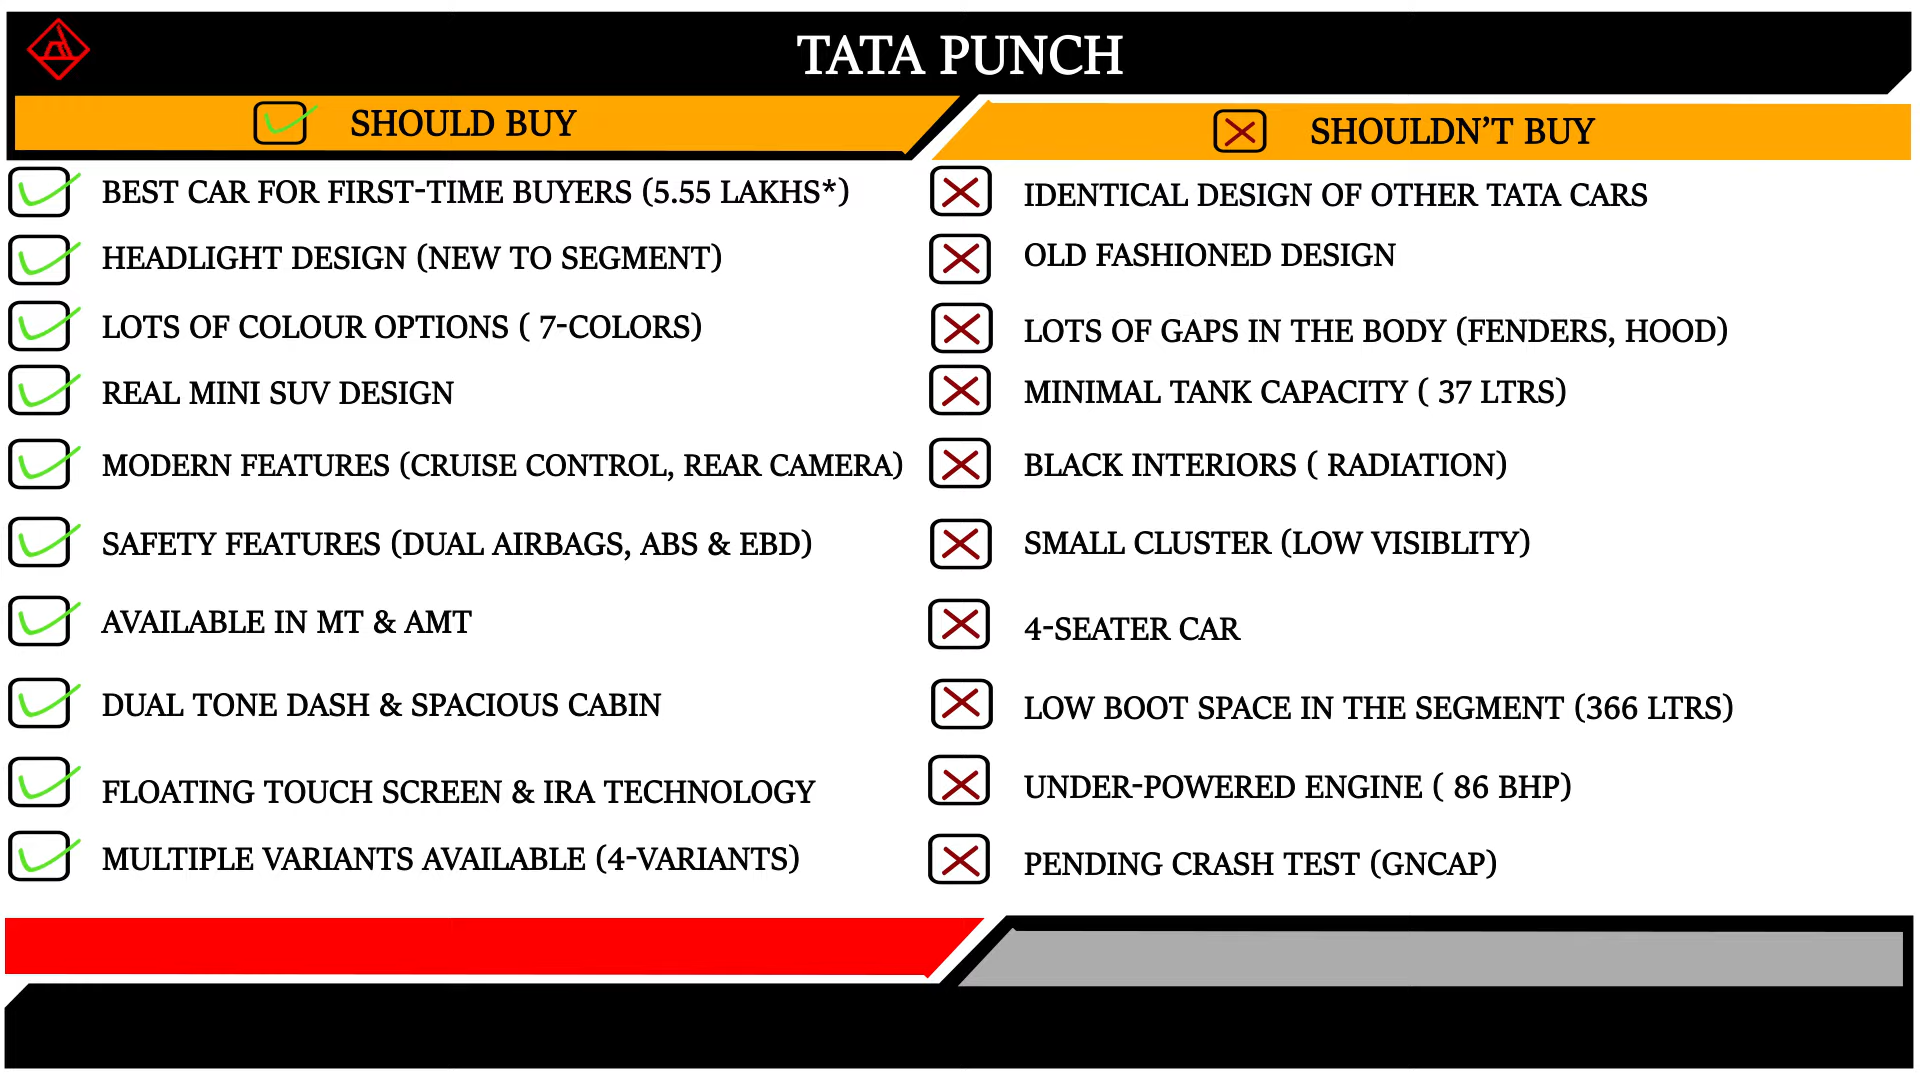 TATA PUNCH
SHOULD BUY
BEST CAR FOR FIRST-TIME BUYERS (5.55 LAKHS*)
HEADLIGHT DESIGN (NEW TO SEGMENT)
LOTS OF COLOUR OPTIONS ( 7-COLORS)
REAL MINI SUV DESIGN
MODERN FEATURES (CRUISE CONTROL, REAR CAMERA)
SAFETY FEATURES (DUAL AIRBAGS, ABS & EBD)
AVAILABLE IN MT & AMT
DUAL TONE DASH & SPACIOUS CABIN
FLOATING TOUCH SCREEN & IRA TECHNOLOGY
MULTIPLE VARIANTS AVAILABLE (4-VARIANTS)
SHOULDN'T BUY
IDENTICAL DESIGN OF OTHER TATA CARS
OLD FASHIONED DESIGN
LOTS OF GAPS IN THE BODY (FENDERS, HOOD)
MINIMAL TANK CAPACITY ( 37 LTRS)
BLACK INTERIORS ( RADIATION)
SMALL CLUSTER (LOW VISIBLITY)
4-SEATER CAR
LOW BOOT SPACE IN THE SEGMENT (366 LTRS)
UNDER-POWERED ENGINE ( 86 BHP)
PENDING CRASH TEST (GNCAP)